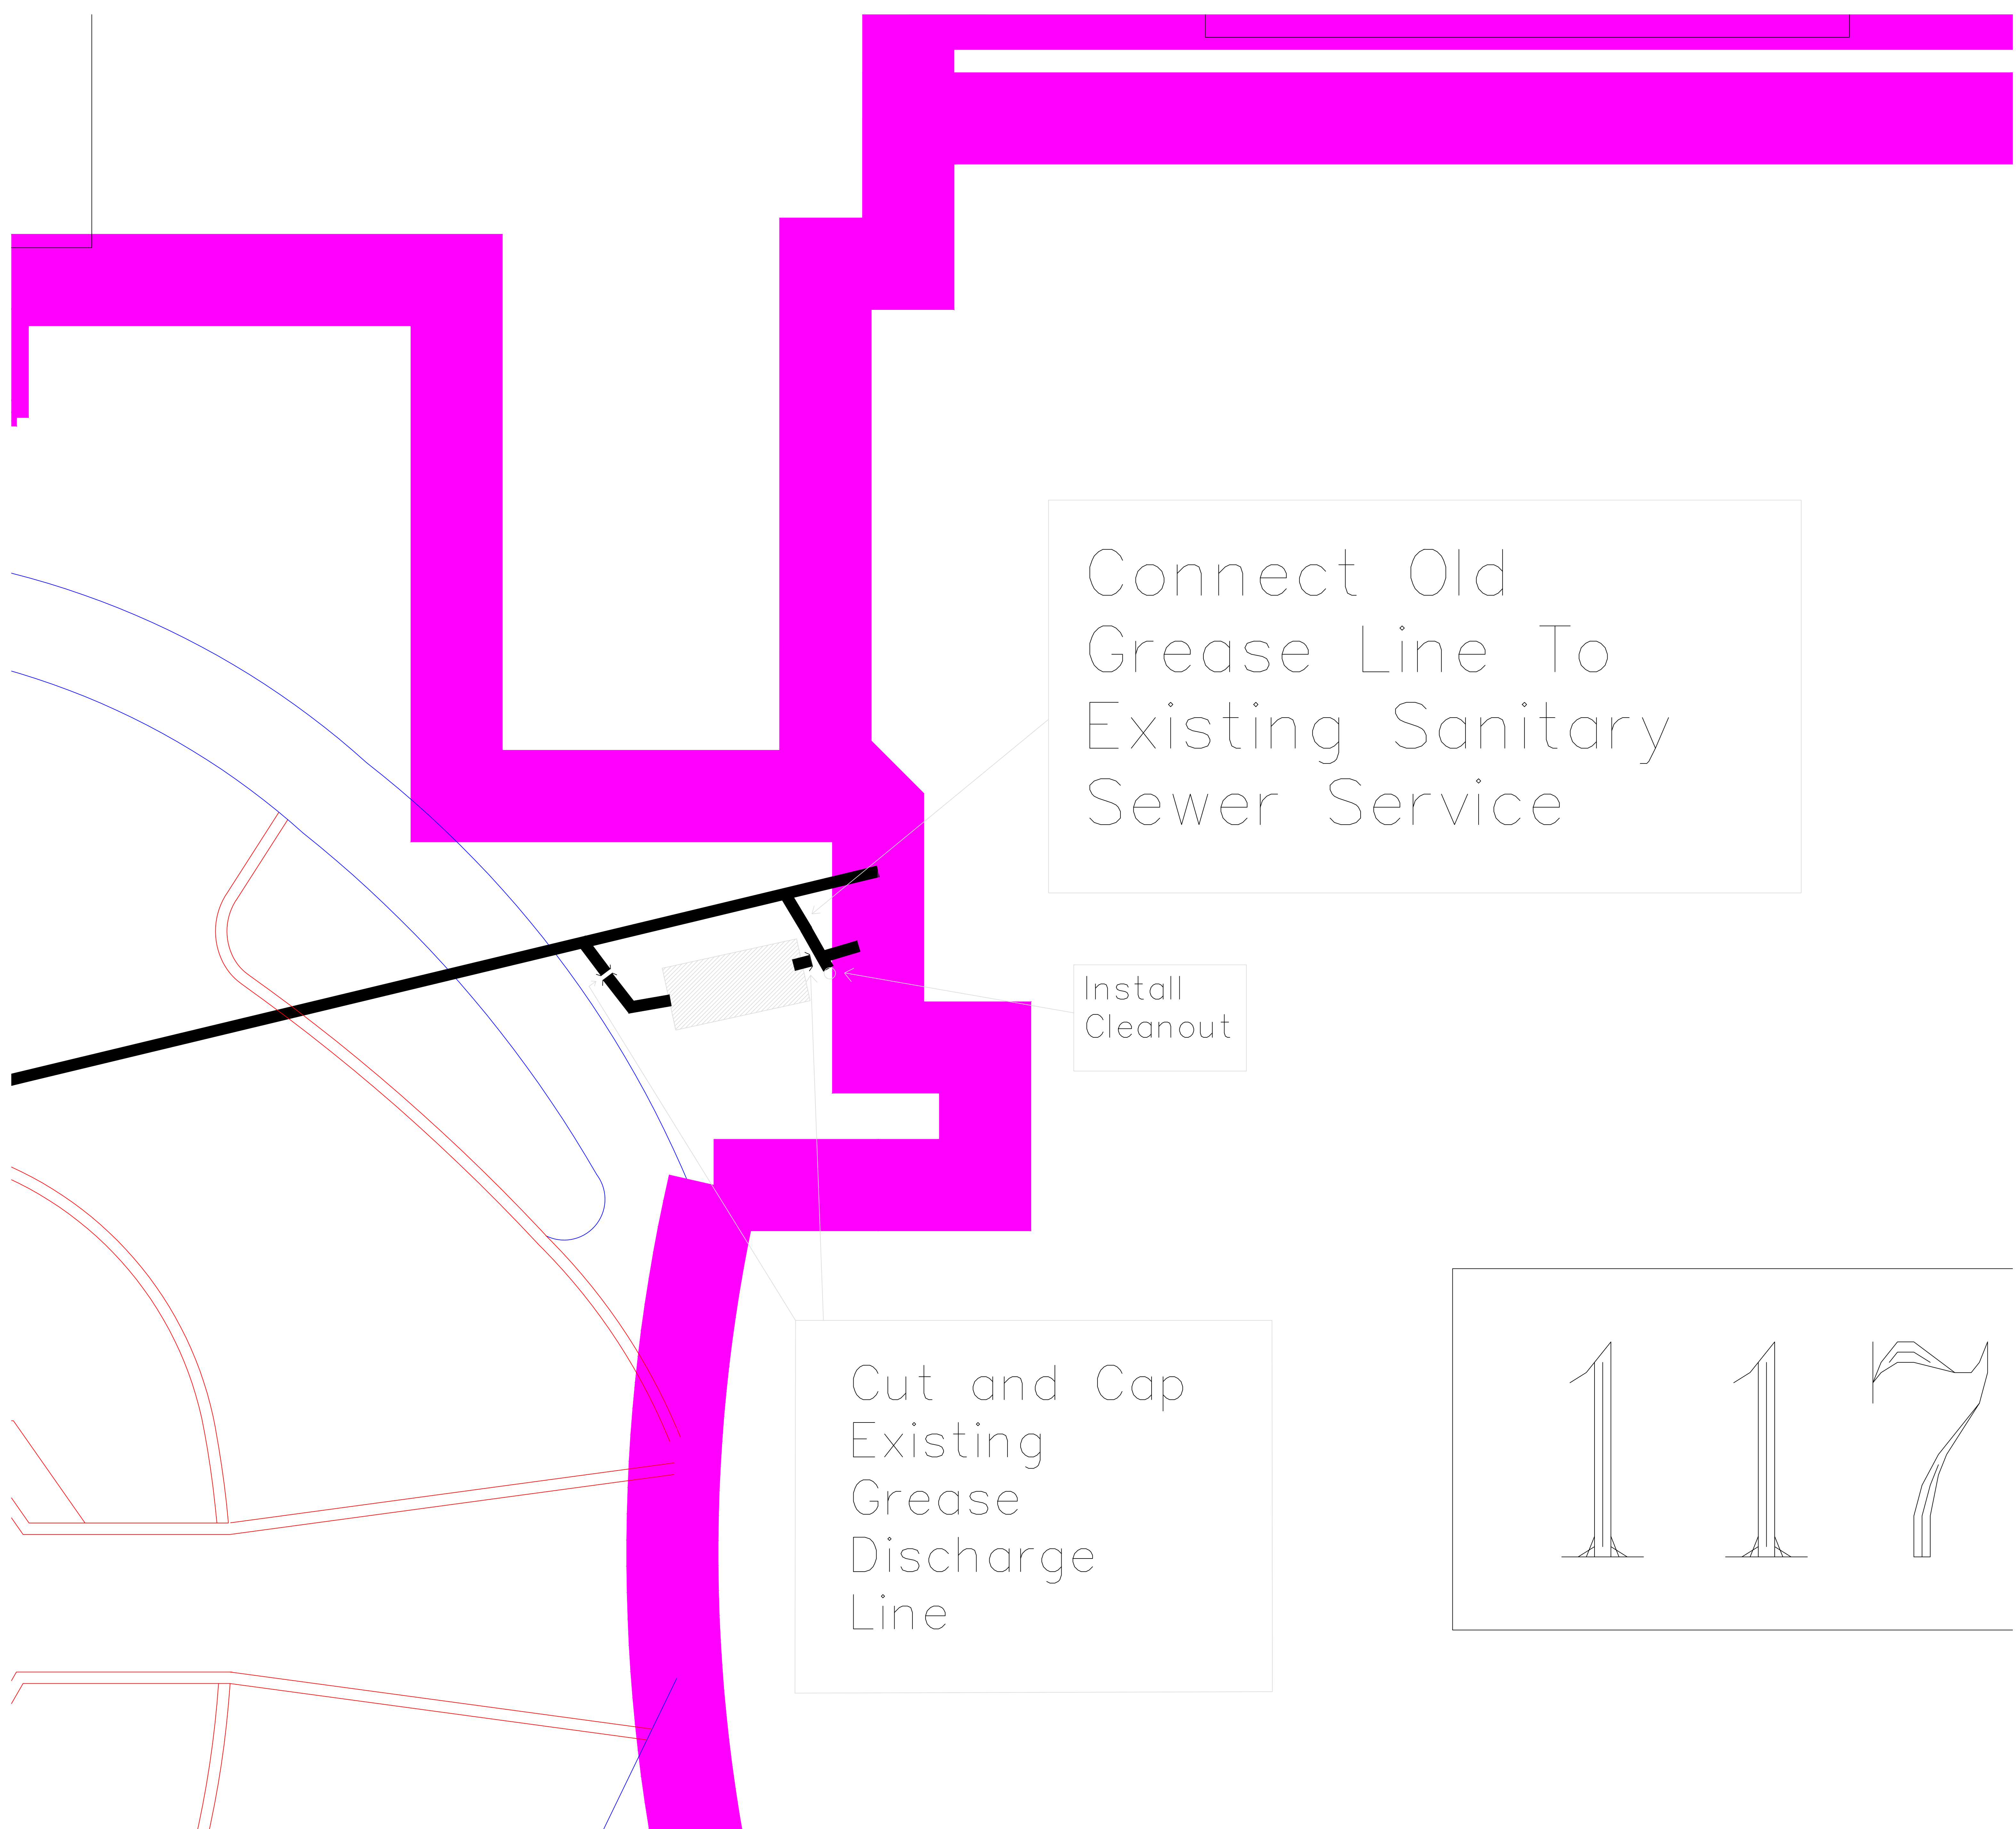 Connect Old
Grease Line To
Existing Sanitary
Sewer Service
Install
Cleanout
Cut and Cap
Existing
Grease
Discharge
Line
117